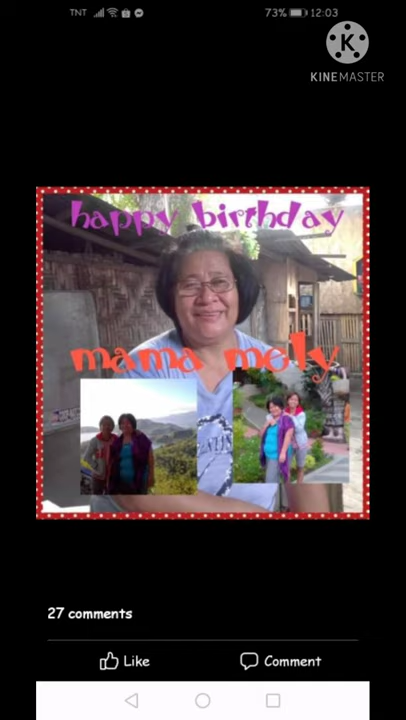 TNT 73% 12:03
K
KINEMASTER
happy birthday
mama mely
27 comments
Like Comment